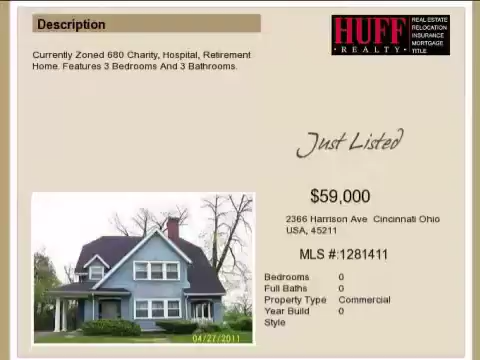 Description
Currently Zoned 680 Charity, Hospital, Retirement
Home. Features 3 Bedrooms And 3 Bathrooms.
HUFF
·REALTY·
REAL ESTATE
RELOCATION
INSURANCE
MORTGAGE
TITLE
Just Listed
$59,000
2366 Harrison Ave Cincinnati Ohio
USA, 45211
MLS #:1281411
Bedrooms 0
Full Baths 0
Property Type Commercial
Year Build 0
Style
04/27/2011